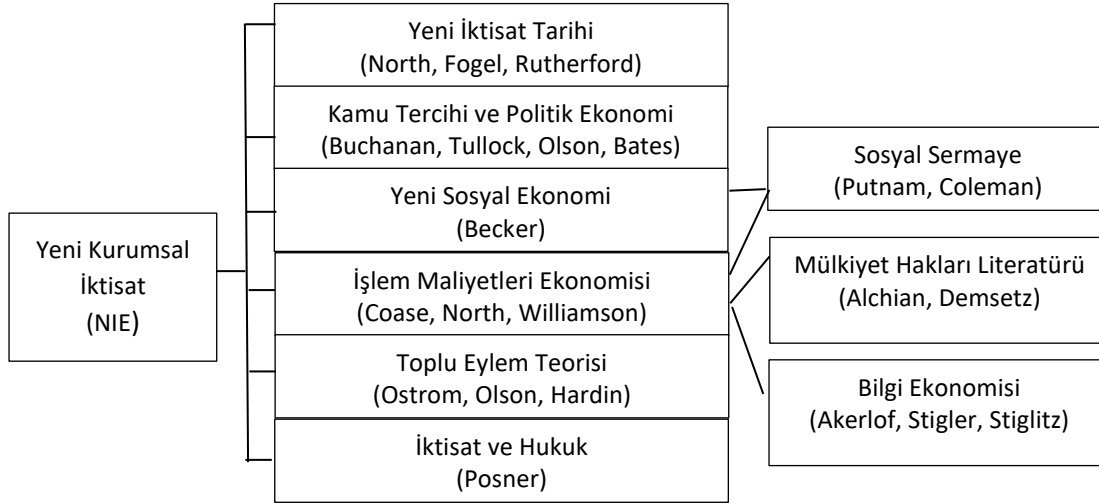 Yeni Kurumsal
İktisat
(NIE)
Yeni İktisat Tarihi
(North, Fogel, Rutherford)
Kamu Tercihi ve Politik Ekonomi
(Buchanan, Tullock, Olson, Bates)
Yeni Sosyal Ekonomi
(Becker)
İşlem Maliyetleri Ekonomisi
(Coase, North, Williamson)
Toplu Eylem Teorisi
(Ostrom, Olson, Hardin)
İktisat ve Hukuk
(Posner)
Sosyal Sermaye
(Putnam, Coleman)
Mülkiyet Hakları Literatürü
(Alchian, Demsetz)
Bilgi Ekonomisi
(Akerlof, Stigler, Stiglitz)